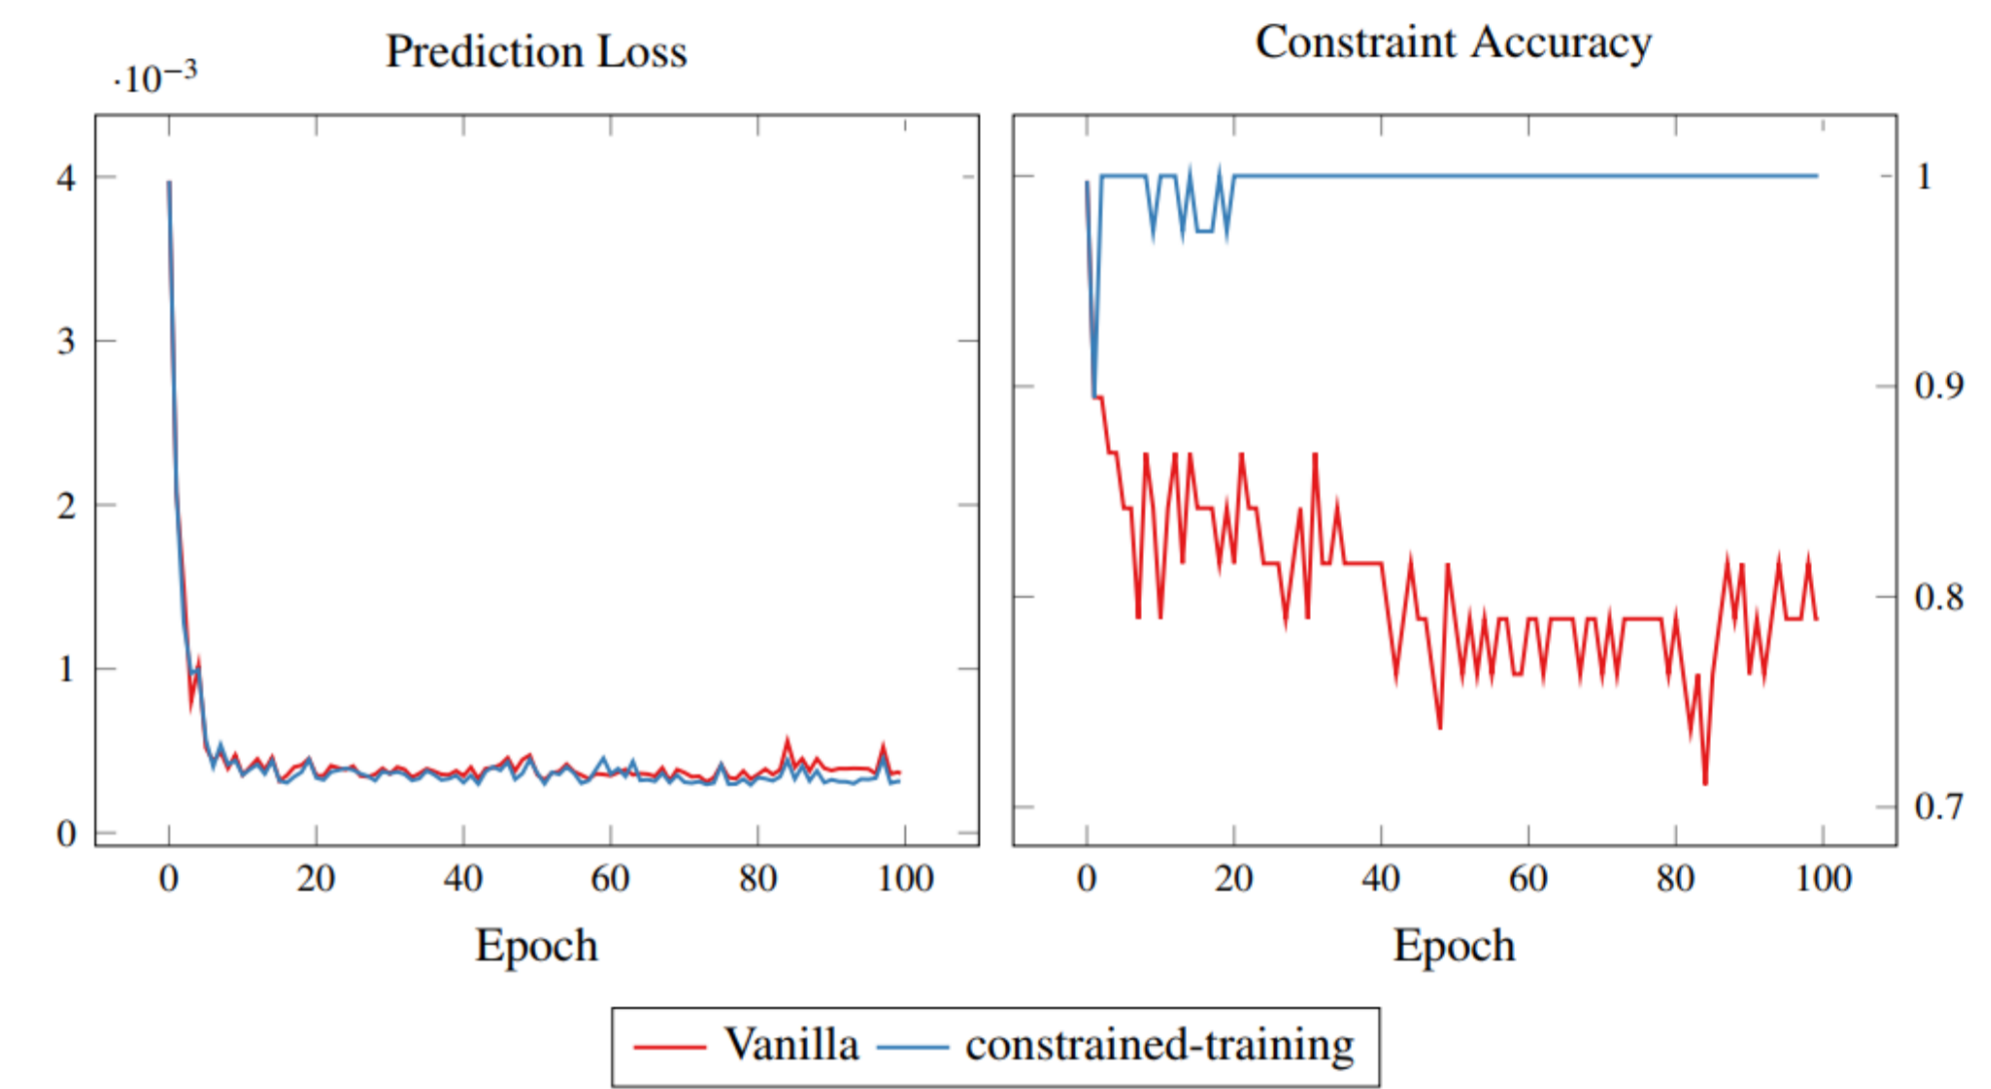 Prediction Loss
Constraint Accuracy
·10−3
4
3
2
1
0
1
0.9
0.8
0.7
0 20 40 60 80 100
0 20 40 60 80 100
Epoch
Epoch
Vanilla constrained-training